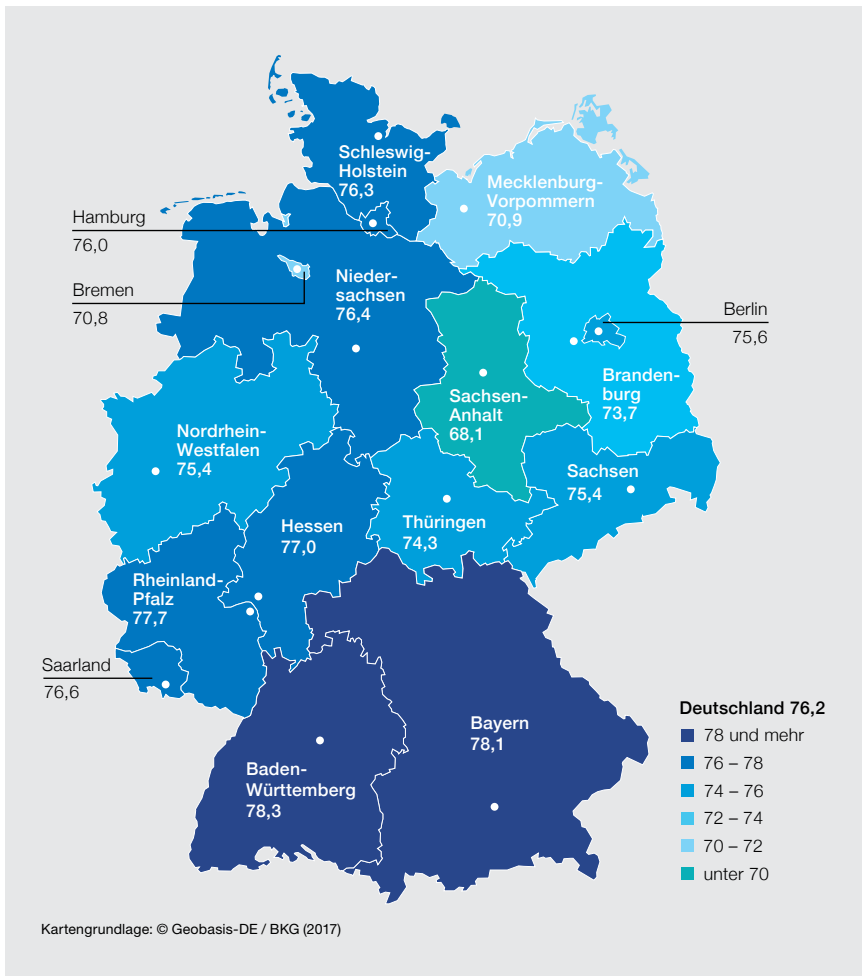 Schleswig-
Holstein
76,3
Mecklenburg-
Vorpommern
70,9
Hamburg
76,0
Bremen
70,8
Nieder-
sachsen
76,4
Berlin
75,6
Branden-
burg
73,7
Sachsen-
Anhalt
68,1
Nordrhein-
Westfalen
75,4
Sachsen
75,4
Hessen
77,0
Thüringen
74,3
Rheinland-
Pfalz
77,7
Saarland
76,6
Bayern
78,1
Baden-
Württemberg
78,3
Deutschland 76,2
78 und mehr
76 – 78
74 – 76
72 – 74
70 – 72
unter 70
Kartengrundlage: © Geobasis-DE / BKG (2017)